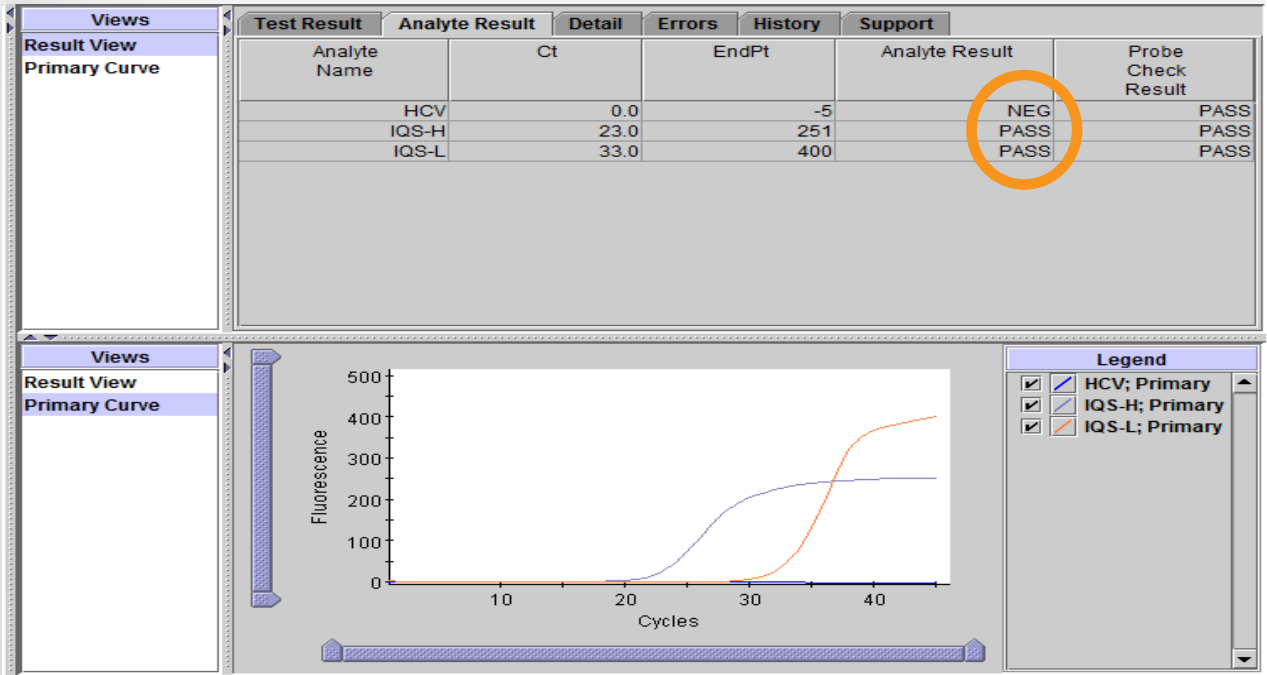 Views
Result View
Primary Curve
Test Result Analyte Result Detail Errors History Support
Analyte Name Ct EndPt Analyte Result Probe Check Result
HCV 0.0 -5 NEG PASS
IQS-H 23.0 251 PASS PASS
IQS-L 33.0 400 PASS PASS
Views
Result View
Primary Curve
500
400
300
200
100
0
Fluorescence
10 20 30 40
Cycles
Legend
HCV; Primary
IQS-H; Primary
IQS-L; Primary